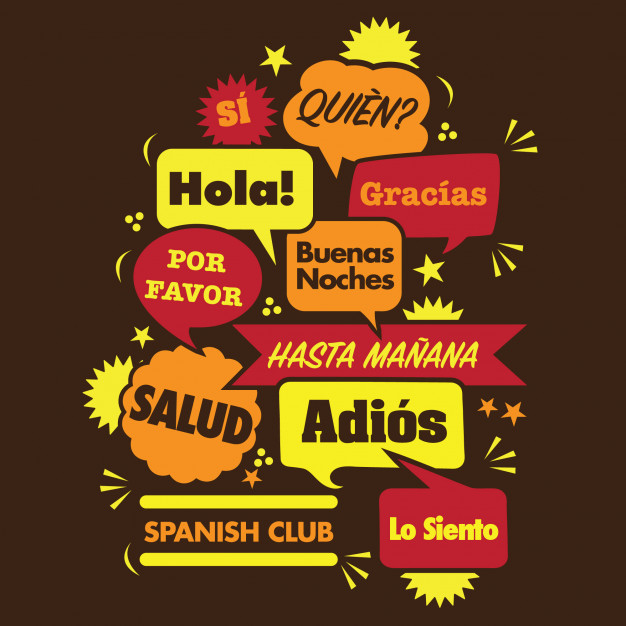 SÍ
QUIÈN?
Hola!
Gracías
POR
FAVOR
Buenas
Noches
HASTA MAÑANA
SALUD
Adiós
SPANISH CLUB
Lo Siento